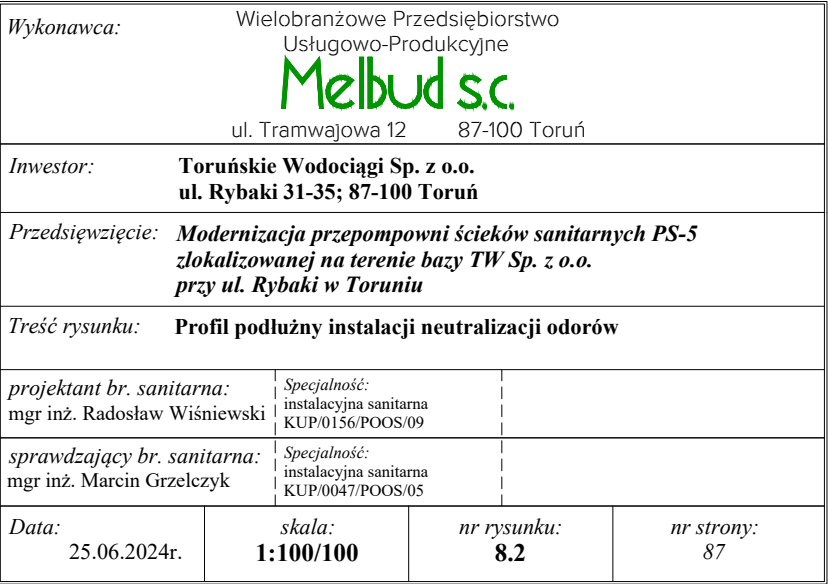 Wykonawca:
Wielobranżowe Przedsiębiorstwo
Usługowo-Produkcyjne
Melbud s.c.
ul. Tramwajowa 12 87-100 Toruń
Inwestor: Toruńskie Wodociągi Sp. z o.o.
ul. Rybaki 31-35; 87-100 Toruń
Przedsięwzięcie: Modernizacja przepompowni ścieków sanitarnych PS-5
zlokalizowanej na terenie bazy TW Sp. z o.o.
przy ul. Rybaki w Toruniu
Treść rysunku: Profil podłużny instalacji neutralizacji odorów
projektant br. sanitarna:
mgr inż. Radosław Wiśniewski
Specjalność:
instalacyjna sanitarna
KUP/0156/POOS/09
sprawdzający br. sanitarna:
mgr inż. Marcin Grzelczyk
Specjalność:
instalacyjna sanitarna
KUP/0047/POOS/05
Data:
25.06.2024r.
skala:
1:100/100
nr rysunku:
8.2
nr strony:
87